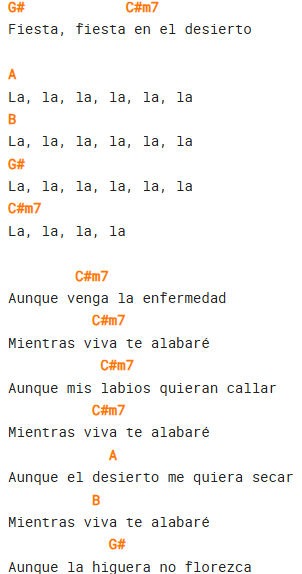 G# C#m7
Fiesta, fiesta en el desierto
A
La, la, la, la, la, la
B
La, la, la, la, la, la
G#
La, la, la, la, la, la
C#m7
La, la, la, la
C#m7
Aunque venga la enfermedad
C#m7
Mientras viva te alabaré
C#m7
Aunque mis labios quieran callar
C#m7
Mientras viva te alabaré
A
Aunque el desierto me quiera secar
B
Mientras viva te alabaré
G#
Aunque la higuera no florezca